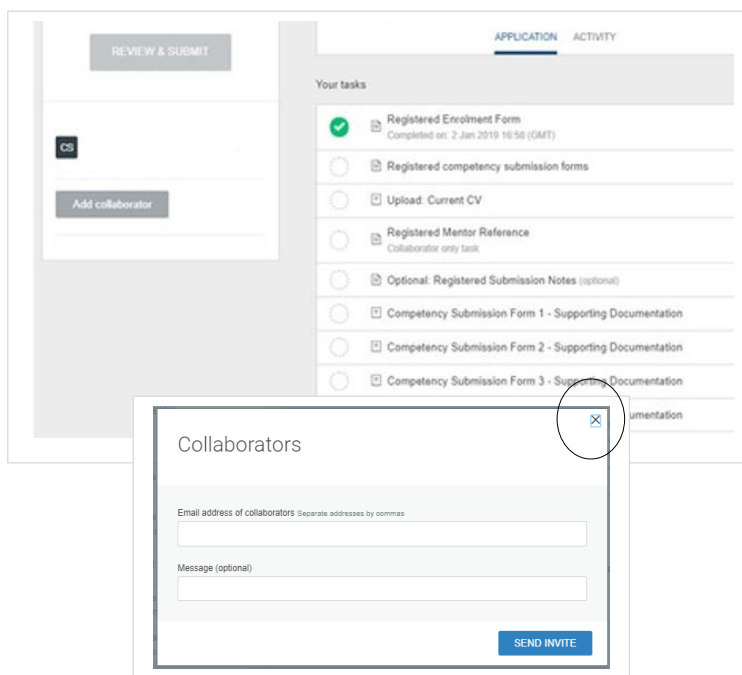 REVIEW & SUBMIT
CS
Add collaborator
APPLICATION ACTIVITY
Your tasks
Registered Enrolment Form
Completed on: 2 Jan 2019 16:56 (GMT)
Registered competency submission forms
Upload: Current CV
Registered Mentor Reference
Collaborator only task
Optional: Registered Submission Notes (optional)
Competency Submission Form 1 - Supporting Documentation
Competency Submission Form 2 - Supporting Documentation
Competency Submission Form 3 - Supporting Documentation
umentation
Collaborators
Email address of collaborators Separate addresses by commas
Message (optional)
SEND INVITE